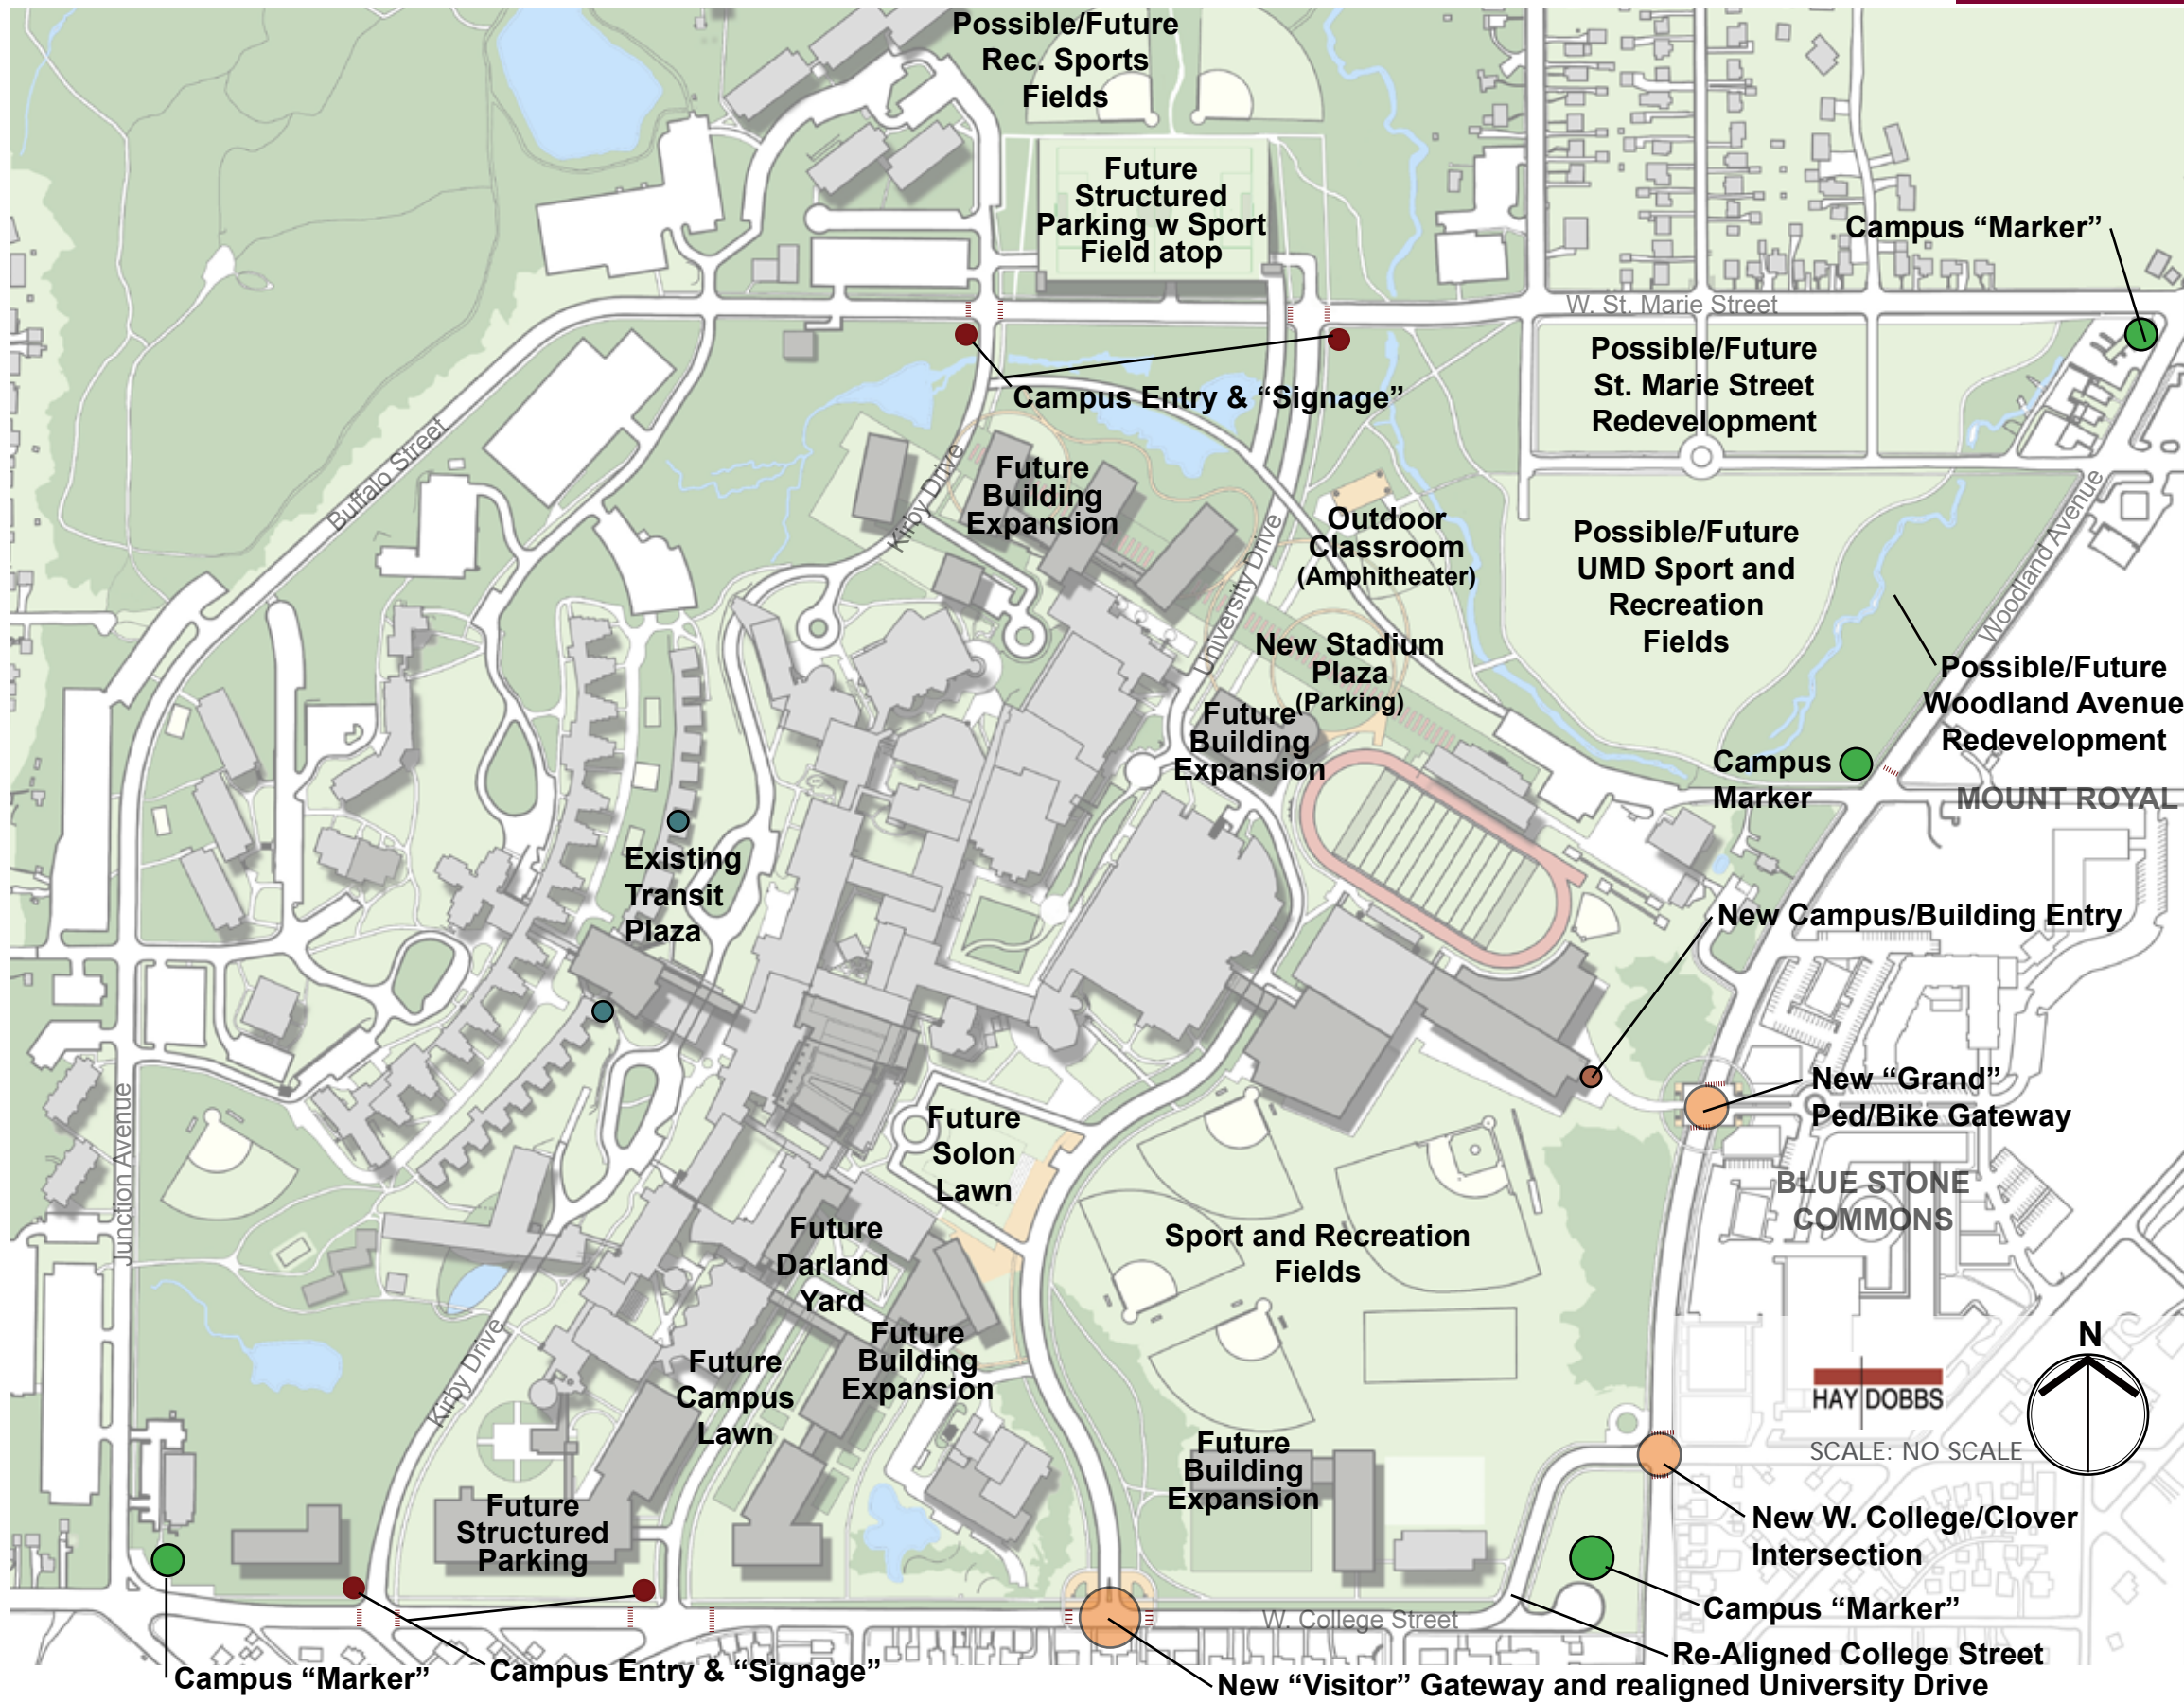 Possible/Future
Rec. Sports
Fields
Future
Structured
Parking w Sport
Field atop
Campus “Marker”
W. St. Marie Street
Possible/Future
St. Marie Street
Redevelopment
Campus Entry & “Signage”
Buffalo Street
Kirby Drive
Future
Building
Expansion
University Drive
Outdoor
Classroom
(Amphitheater)
Possible/Future
UMD Sport and
Recreation
Fields
Woodland Avenue
New Stadium
Plaza
(Parking)
Possible/Future
Woodland Avenue
Redevelopment
Future
Building
Expansion
Campus
Marker
MOUNT ROYAL
Existing
Transit
Plaza
New Campus/Building Entry
New “Grand”
Ped/Bike Gateway
Junction Avenue
Future
Solon
Lawn
BLUE STONE
COMMONS
Future
Darland
Yard
Sport and Recreation
Fields
Kirby Drive
Future
Building
Expansion
Future
Campus
Lawn
N
HAY DOBBS
SCALE: NO SCALE
Future
Building
Expansion
Future
Structured
Parking
New W. College/Clover
Intersection
W. College Street
Campus “Marker”
Re-Aligned College Street
Campus “Marker”
Campus Entry & “Signage”
New “Visitor” Gateway and realigned University Drive